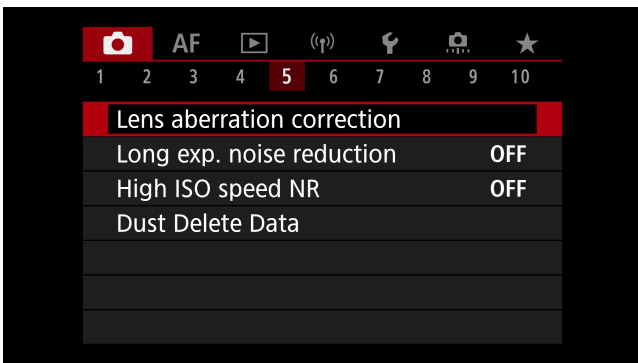 AF
1 2 3 4 5 6 7 8 9 10
Lens aberration correction
Long exp. noise reduction OFF
High ISO speed NR OFF
Dust Delete Data